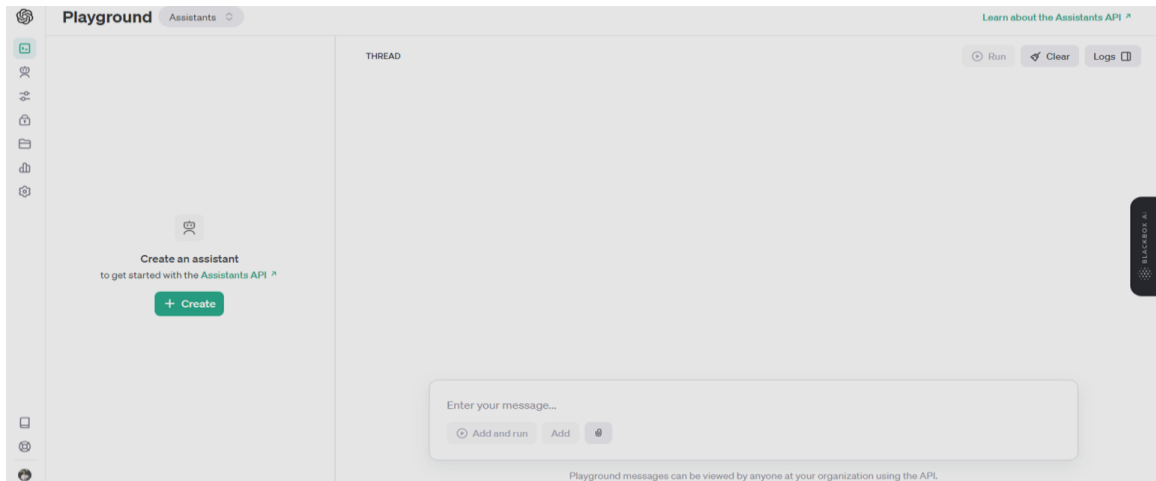 Playground Assistants
Learn about the Assistants API ↗
THREAD
Run Clear Logs
Create an assistant
to get started with the Assistants API ↗
+ Create
BLACKBOX AI
Enter your message...
Add and run Add
Playground messages can be viewed by anyone at your organization using the API.